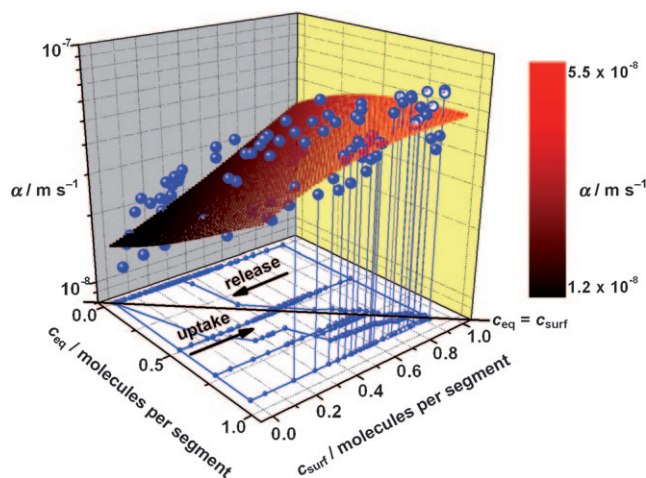 10⁻⁷
α / m s⁻¹
10⁻⁸
0.0
0.5
1.0
c_eq / molecules per segment
0.0
0.2
0.4
0.6
0.8
1.0
c_surf / molecules per segment
release
uptake
c_eq = c_surf
5.5 x 10⁻⁸
α / m s⁻¹
1.2 x 10⁻⁸